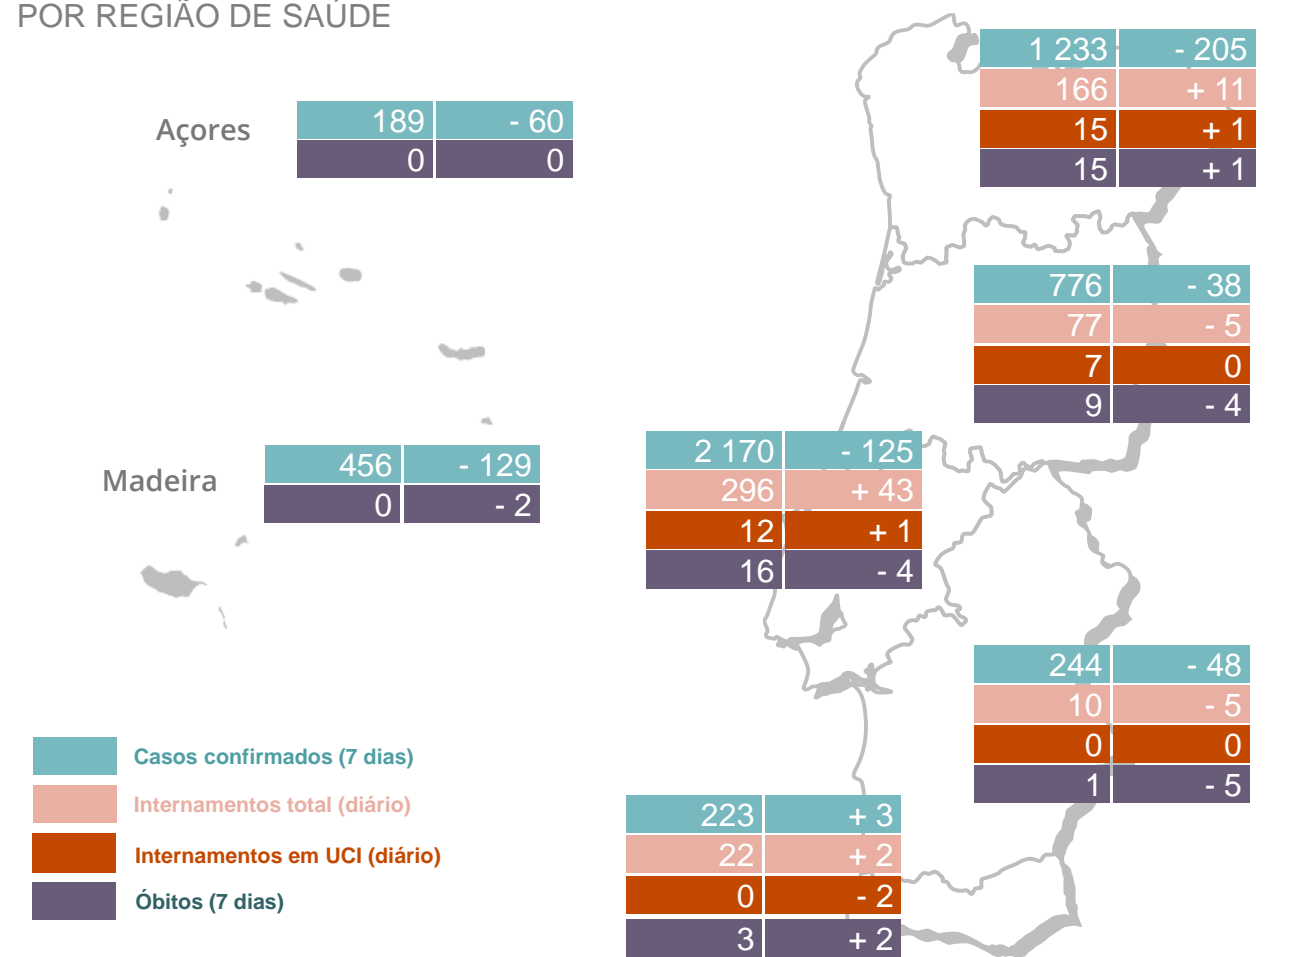 POR REGIÃO DE SAÚDE
1 233 - 205
166 + 11
15 + 1
15 + 1
Açores
189 - 60
0 0
776 - 38
77 - 5
7 0
9 - 4
2 170 - 125
296 + 43
12 + 1
16 - 4
Madeira
456 - 129
0 - 2
244 - 48
10 - 5
0 0
1 - 5
Casos confirmados (7 dias)
Internamentos total (diário)
Internamentos em UCI (diário)
Óbitos (7 dias)
223 + 3
22 + 2
0 - 2
3 + 2